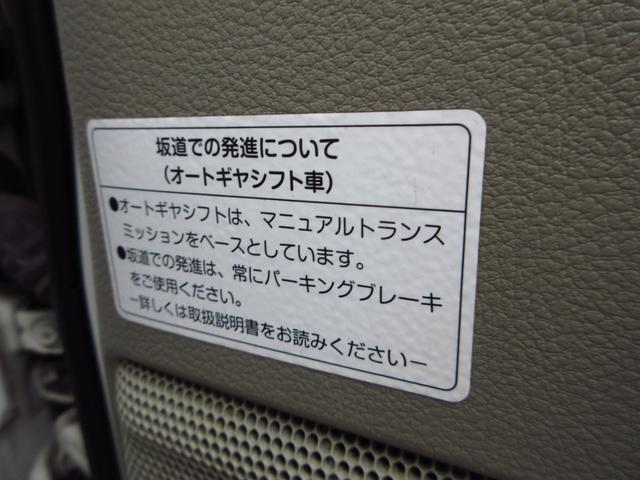 坂道での発進について
(オートギヤシフト車)
●オートギヤシフトは、マニュアルトランス
ミッションをベースとしています。
●坂道での発進は、常にパーキングブレーキ
をご使用ください。
ー詳しくは取扱説明書をお読みくださいー